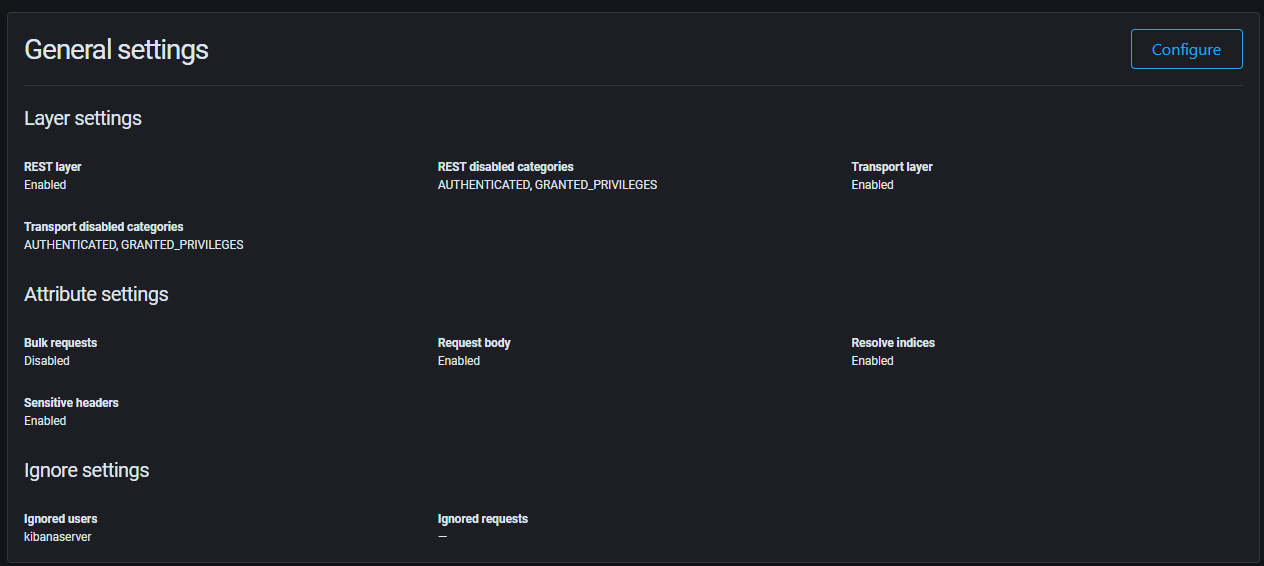 General settings
Configure
Layer settings
REST layer
Enabled
REST disabled categories
AUTHENTICATED, GRANTED_PRIVILEGES
Transport layer
Enabled
Transport disabled categories
AUTHENTICATED, GRANTED_PRIVILEGES
Attribute settings
Bulk requests
Disabled
Request body
Enabled
Resolve indices
Enabled
Sensitive headers
Enabled
Ignore settings
Ignored users
kibanaserver
Ignored requests
—